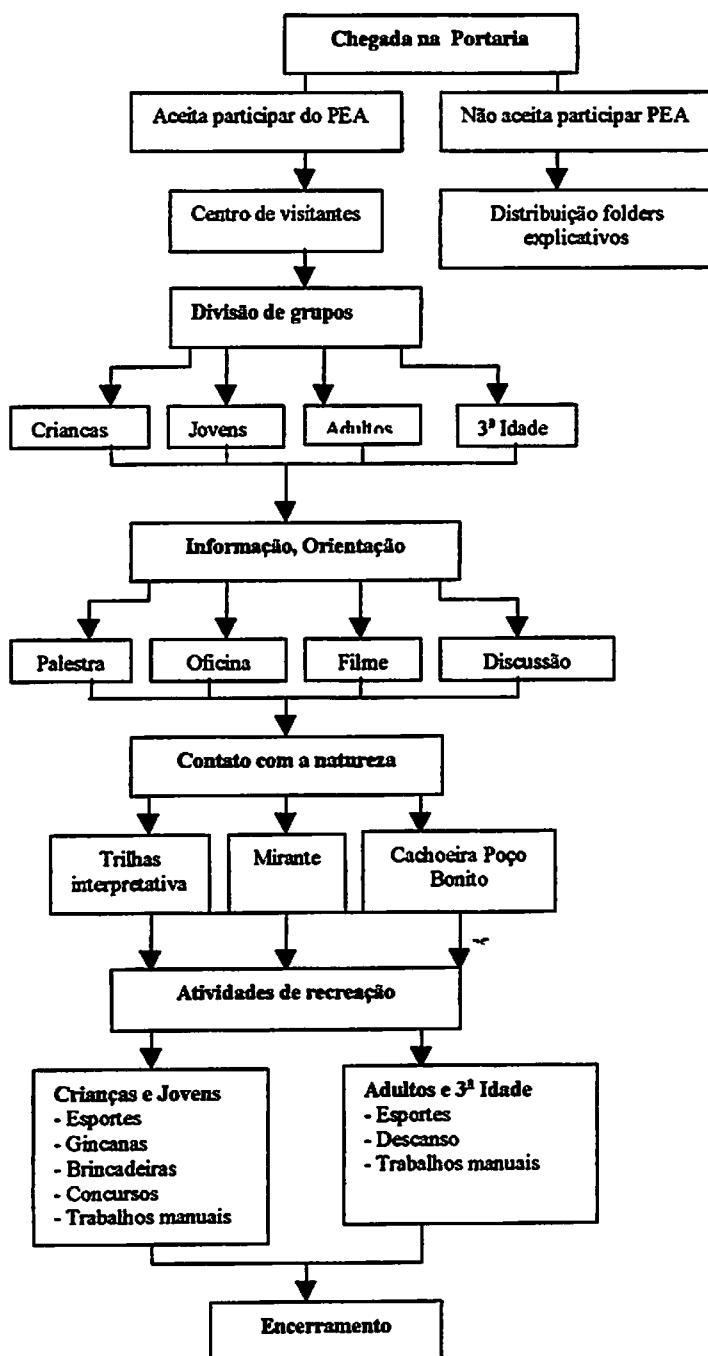 Chegada na Portaria
Aceita participar do PEA
Não aceita participar PEA
Centro de visitantes
Distribuição folders
explicativos
Divisão de grupos
Criancas
Jovens
Adultos
3ª Idade
Informação, Orientação
Palestra
Oficina
Filme
Discussão
Contato com a natureza
Trilhas
interpretativa
Mirante
Cachoeira Poço
Bonito
Atividades de recreação
Crianças e Jovens
- Esportes
- Gincanas
- Brincadeiras
- Concursos
- Trabalhos manuais
Adultos e 3ª Idade
- Esportes
- Descanso
- Trabalhos manuais
Encerramento